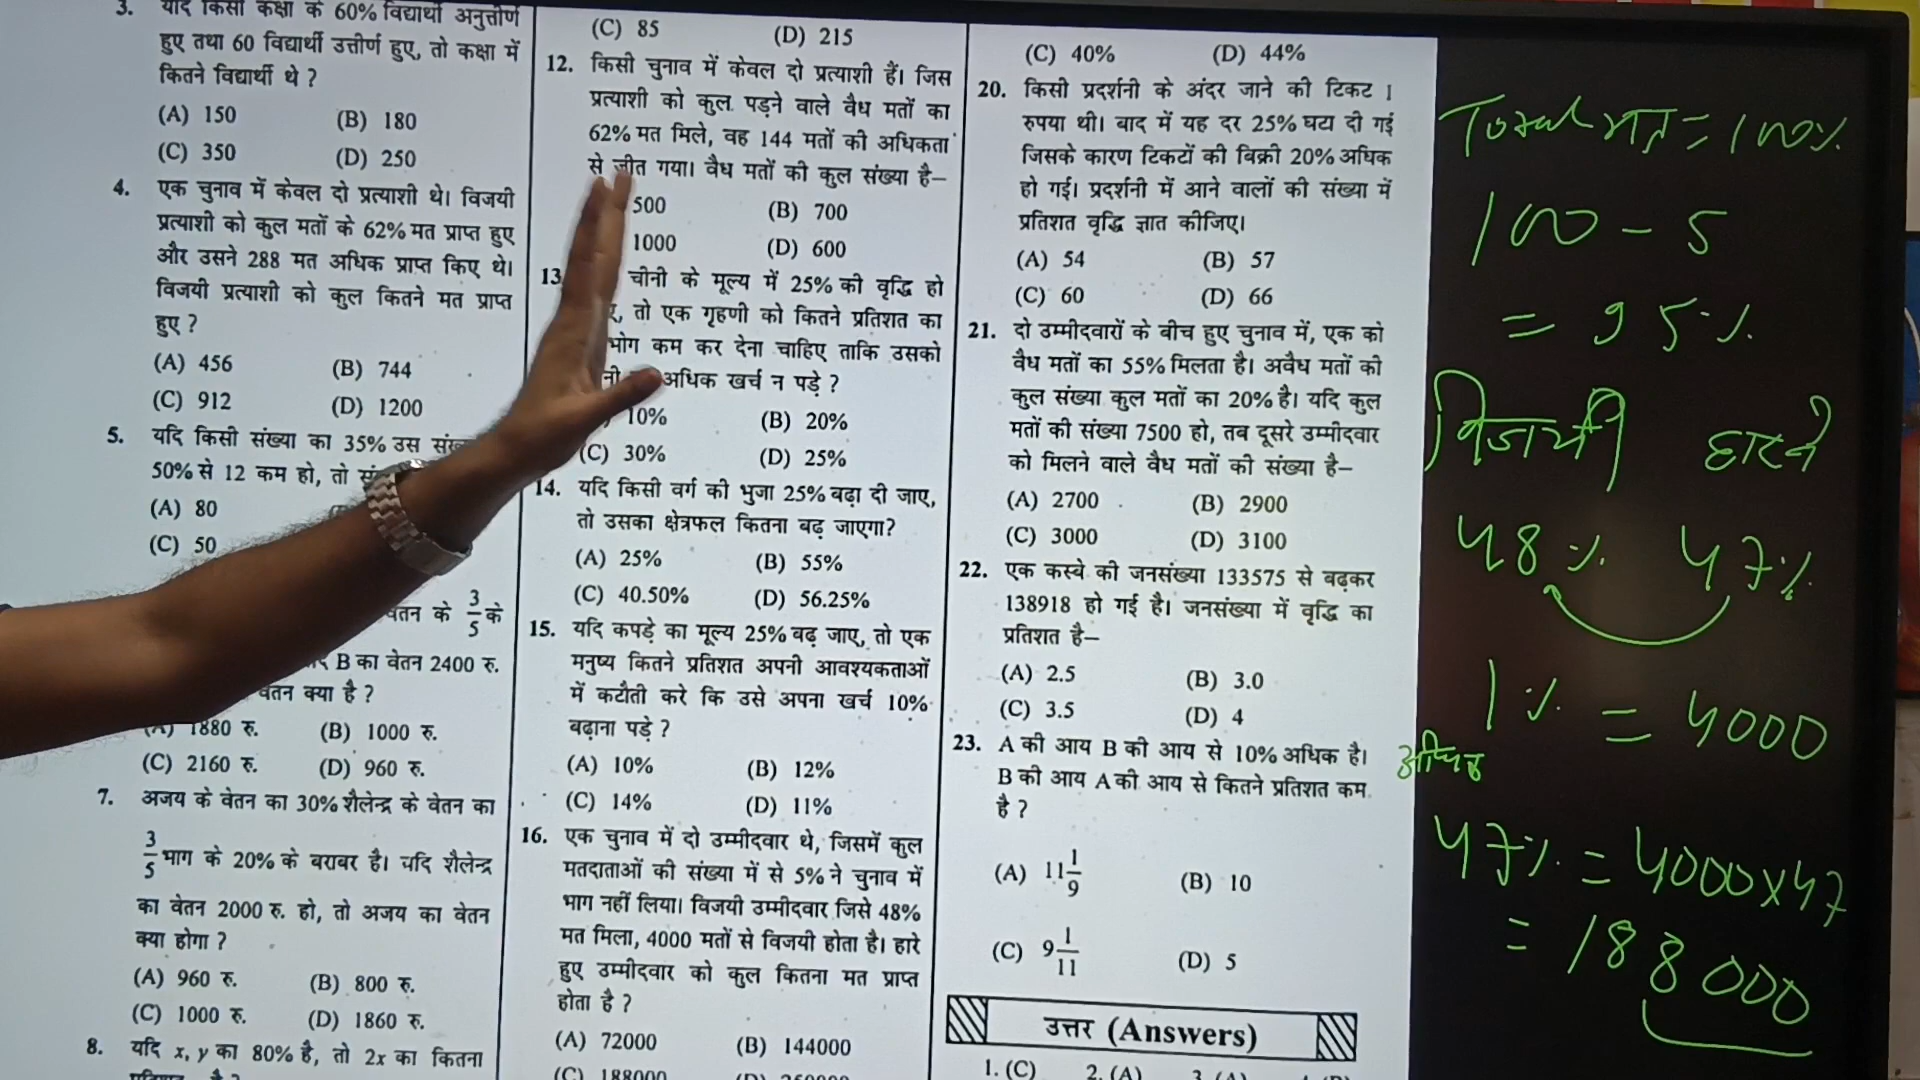 3. यदि किसी कक्षा के 60% विद्यार्थी अनुत्तीर्ण
हुए तथा 60 विद्यार्थी उत्तीर्ण हुए, तो कक्षा में
कितने विद्यार्थी थे ?
(A) 150 (B) 180
(C) 350 (D) 250
4. एक चुनाव में केवल दो प्रत्याशी थे। विजयी
प्रत्याशी को कुल मतों के 62% मत प्राप्त हुए
और उसने 288 मत अधिक प्राप्त किए थे।
विजयी प्रत्याशी को कुल कितने मत प्राप्त
हुए ?
(A) 456 (B) 744
(C) 912 (D) 1200
5. यदि किसी संख्या का 35% उस
50% से 12 कम हो, तो
(A) 80
(C) 50
वेतन के 3/5 के
B का वेतन 2400 रु.
वेतन क्या है ?
(A) 1880 रु. (B) 1000 रु.
(C) 2160 रु. (D) 960 रु.
7. अजय के वेतन का 30% शैलेन्द्र के वेतन का
3/5 भाग के 20% के बराबर है। यदि शैलेन्द्र
का वेतन 2000 रु. हो, तो अजय का वेतन
क्या होगा ?
(A) 960 रु. (B) 800 रु.
(C) 1000 रु. (D) 1860 रु.
8. यदि x, y का 80% है, तो 2x का कितना
(C) 85 (D) 215
12. किसी चुनाव में केवल दो प्रत्याशी हैं। जिस
प्रत्याशी को कुल पड़ने वाले वैध मतों का
62% मत मिले, वह 144 मतों की अधिकता
से जीत गया। वैध मतों की कुल संख्या है–
500 (B) 700
1000 (D) 600
13. चीनी के मूल्य में 25% की वृद्धि हो
तो एक गृहणी को कितने प्रतिशत का
भोग कम कर देना चाहिए ताकि उसको
अधिक खर्च न पड़े ?
10% (B) 20%
(C) 30% (D) 25%
14. यदि किसी वर्ग की भुजा 25% बढ़ा दी जाए,
तो उसका क्षेत्रफल कितना बढ़ जाएगा?
(A) 25% (B) 55%
(C) 40.50% (D) 56.25%
15. यदि कपड़े का मूल्य 25% बढ़ जाए, तो एक
मनुष्य कितने प्रतिशत अपनी आवश्यकताओं
में कटौती करे कि उसे अपना खर्च 10%
बढ़ाना पड़े ?
(A) 10% (B) 12%
(C) 14% (D) 11%
16. एक चुनाव में दो उम्मीदवार थे, जिसमें कुल
मतदाताओं की संख्या में से 5% ने चुनाव में
भाग नहीं लिया। विजयी उम्मीदवार जिसे 48%
मत मिला, 4000 मतों से विजयी होता है। हारे
हुए उम्मीदवार को कुल कितना मत प्राप्त
होता है ?
(A) 72000 (B) 144000
(C) 188000
(C) 40% (D) 44%
20. किसी प्रदर्शनी के अंदर जाने की टिकट 1
रुपया थी। बाद में यह दर 25% घटा दी गई
जिसके कारण टिकटों की बिक्री 20% अधिक
हो गई। प्रदर्शनी में आने वालों की संख्या में
प्रतिशत वृद्धि ज्ञात कीजिए।
(A) 54 (B) 57
(C) 60 (D) 66
21. दो उम्मीदवारों के बीच हुए चुनाव में, एक को
वैध मतों का 55% मिलता है। अवैध मतों की
कुल संख्या कुल मतों का 20% है। यदि कुल
मतों की संख्या 7500 हो, तब दूसरे उम्मीदवार
को मिलने वाले वैध मतों की संख्या है–
(A) 2700 (B) 2900
(C) 3000 (D) 3100
22. एक कस्बे की जनसंख्या 133575 से बढ़कर
138918 हो गई है। जनसंख्या में वृद्धि का
प्रतिशत है–
(A) 2.5 (B) 3.0
(C) 3.5 (D) 4
23. A की आय B की आय से 10% अधिक है।
B की आय A की आय से कितने प्रतिशत कम
है ?
(A) 11 1/9 (B) 10
(C) 9 1/11 (D) 5
उत्तर (Answers)
1. (C) 2. (A) 3. (A)
Total मत = 100%
100 - 5
= 95%
विजयी हारने
48% 47%
1% = 4000
अधिक
47% = 4000x47
= 188000